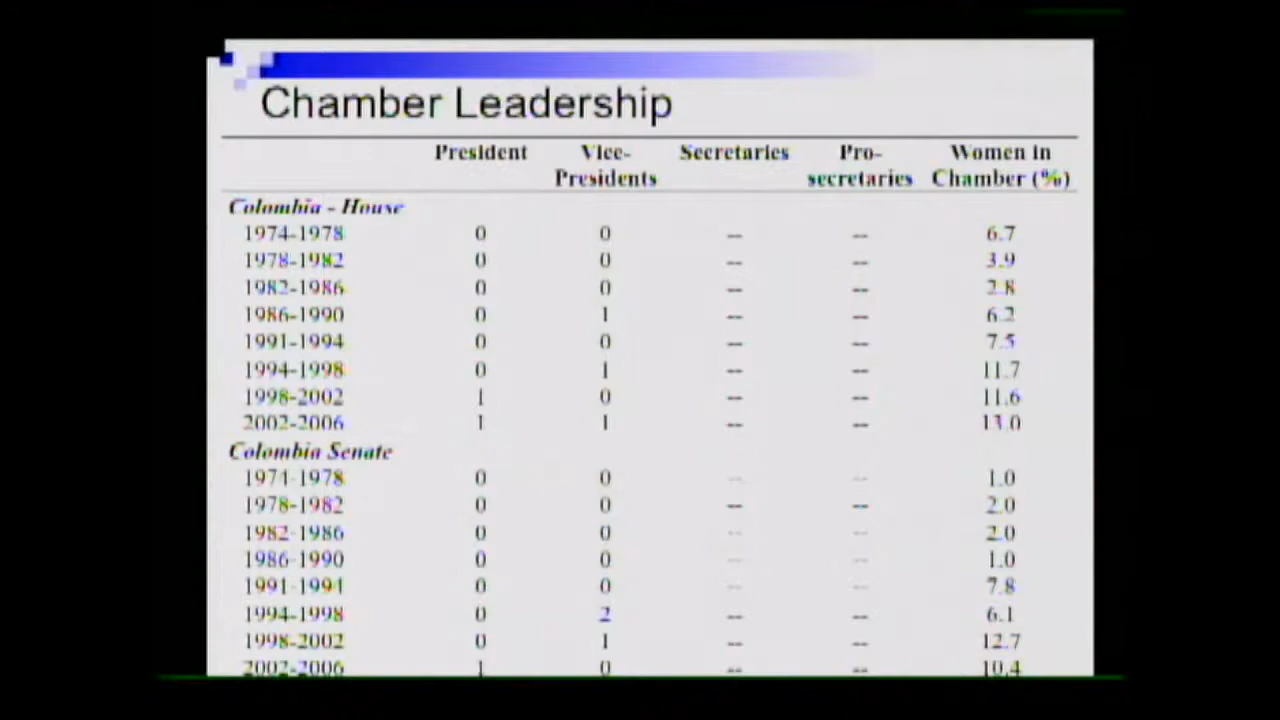 Chamber Leadership
President Vice-Presidents Secretaries Pro-secretaries Women in Chamber (%)
Colombia - House
1974-1978 0 0 -- -- 6.7
1978-1982 0 0 -- -- 3.9
1982-1986 0 0 -- -- 2.8
1986-1990 0 1 -- -- 6.2
1991-1994 0 0 -- -- 7.5
1994-1998 0 1 -- -- 11.7
1998-2002 1 0 -- -- 11.6
2002-2006 1 1 -- -- 13.0
Colombia Senate
1974-1978 0 0 -- -- 1.0
1978-1982 0 0 -- -- 2.0
1982-1986 0 0 -- -- 2.0
1986-1990 0 0 -- -- 1.0
1991-1994 0 0 -- -- 7.8
1994-1998 0 2 -- -- 6.1
1998-2002 0 1 -- -- 12.7
2002-2006 1 0 -- -- 10.4